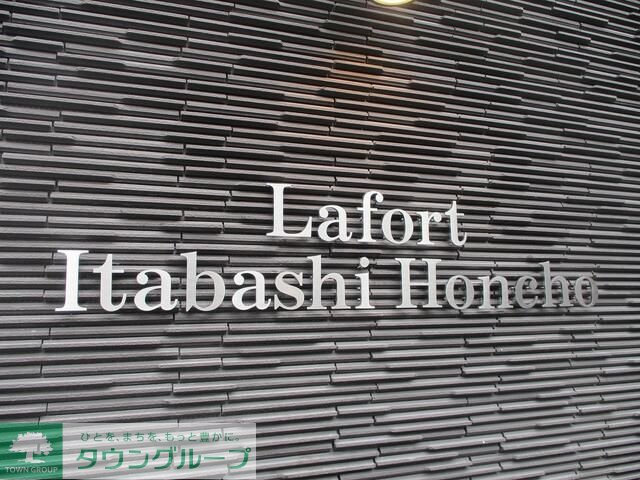 Lafort
Itabashi Honcho
ひとを、まちを、もっと豊かに。
タウングループ
TOWN GROUP